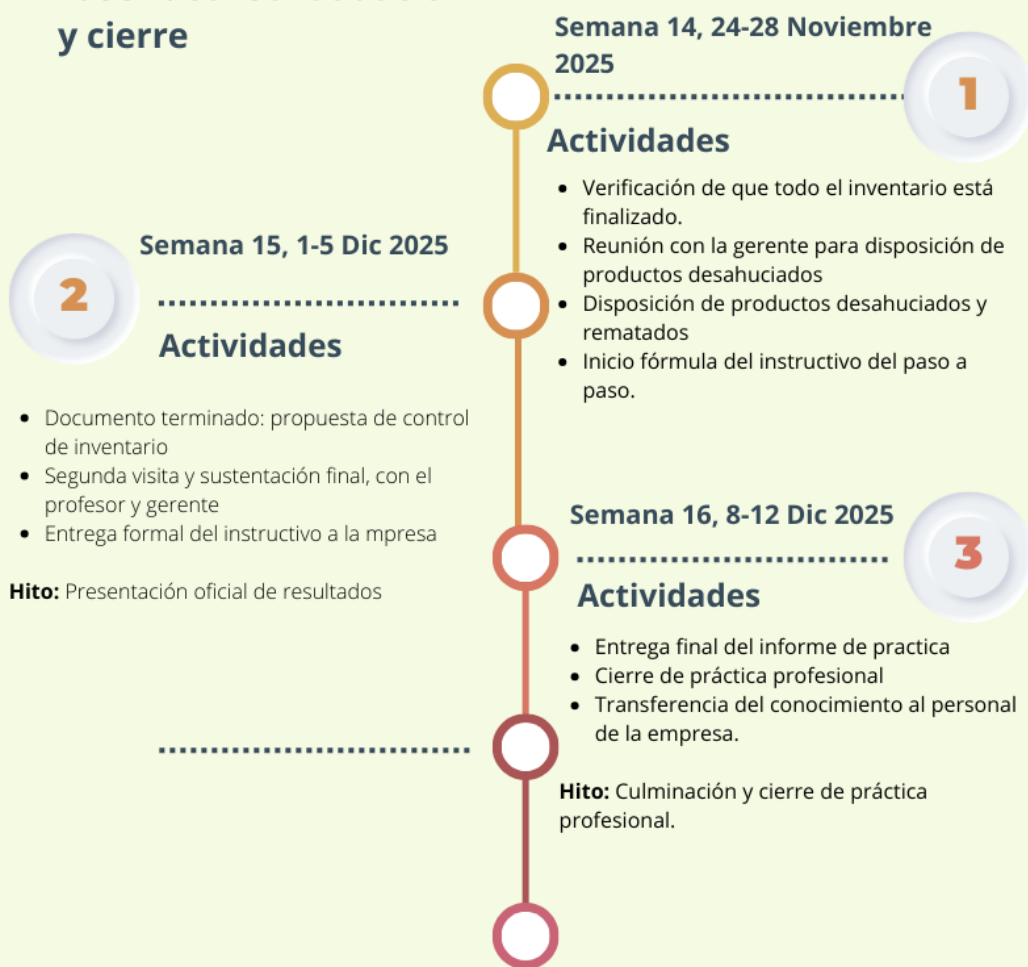 y cierre
Semana 14, 24-28 Noviembre
2025
1
Actividades
• Verificación de que todo el inventario está
finalizado.
• Reunión con la gerente para disposición de
productos desahuciados
• Disposición de productos desahuciados y
rematados
• Inicio fórmula del instructivo del paso a
paso.
Semana 15, 1-5 Dic 2025
2
Actividades
• Documento terminado: propuesta de control
de inventario
• Segunda visita y sustentación final, con el
profesor y gerente
• Entrega formal del instructivo a la mpresa
Hito: Presentación oficial de resultados
Semana 16, 8-12 Dic 2025
3
Actividades
• Entrega final del informe de practica
• Cierre de práctica profesional
• Transferencia del conocimiento al personal
de la empresa.
Hito: Culminación y cierre de práctica
profesional.